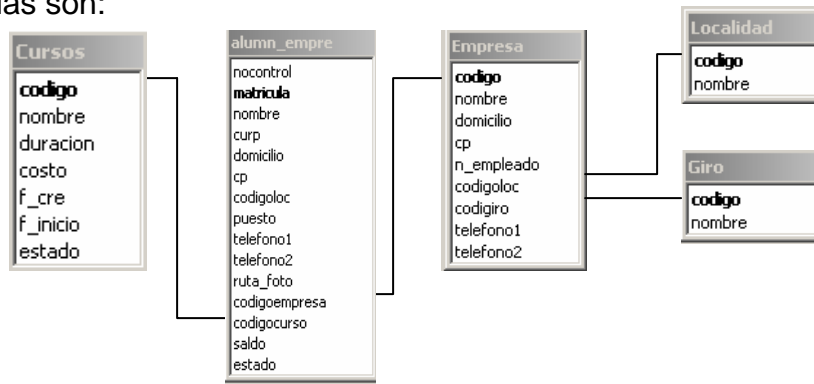 las son:
Cursos
codigo
nombre
duracion
costo
f_cre
f_inicio
estado
alumn_empre
nocontrol
matricula
nombre
curp
domicilio
cp
codigoloc
puesto
telefono1
telefono2
ruta_foto
codigoempresa
codigocurso
saldo
estado
Empresa
codigo
nombre
domicilio
cp
n_empleado
codigoloc
codigiro
telefono1
telefono2
Localidad
codigo
nombre
Giro
codigo
nombre